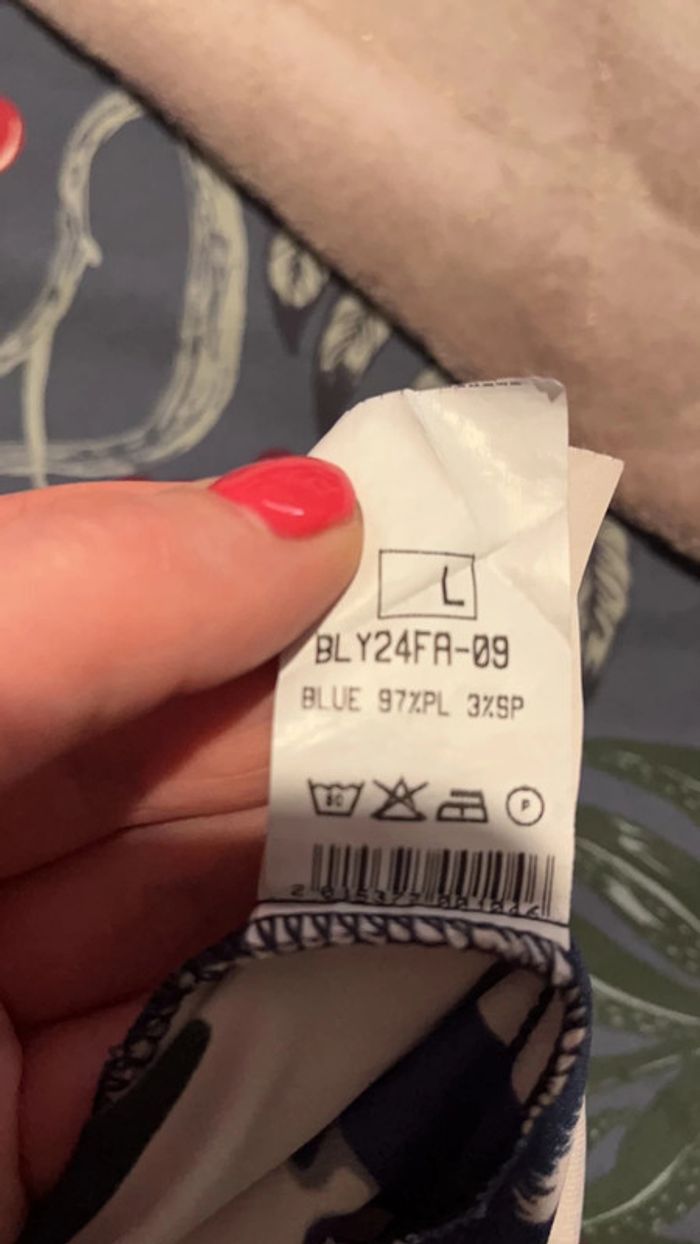 L
BLY24FA-09
BLUE 97%PL 3%SP
P